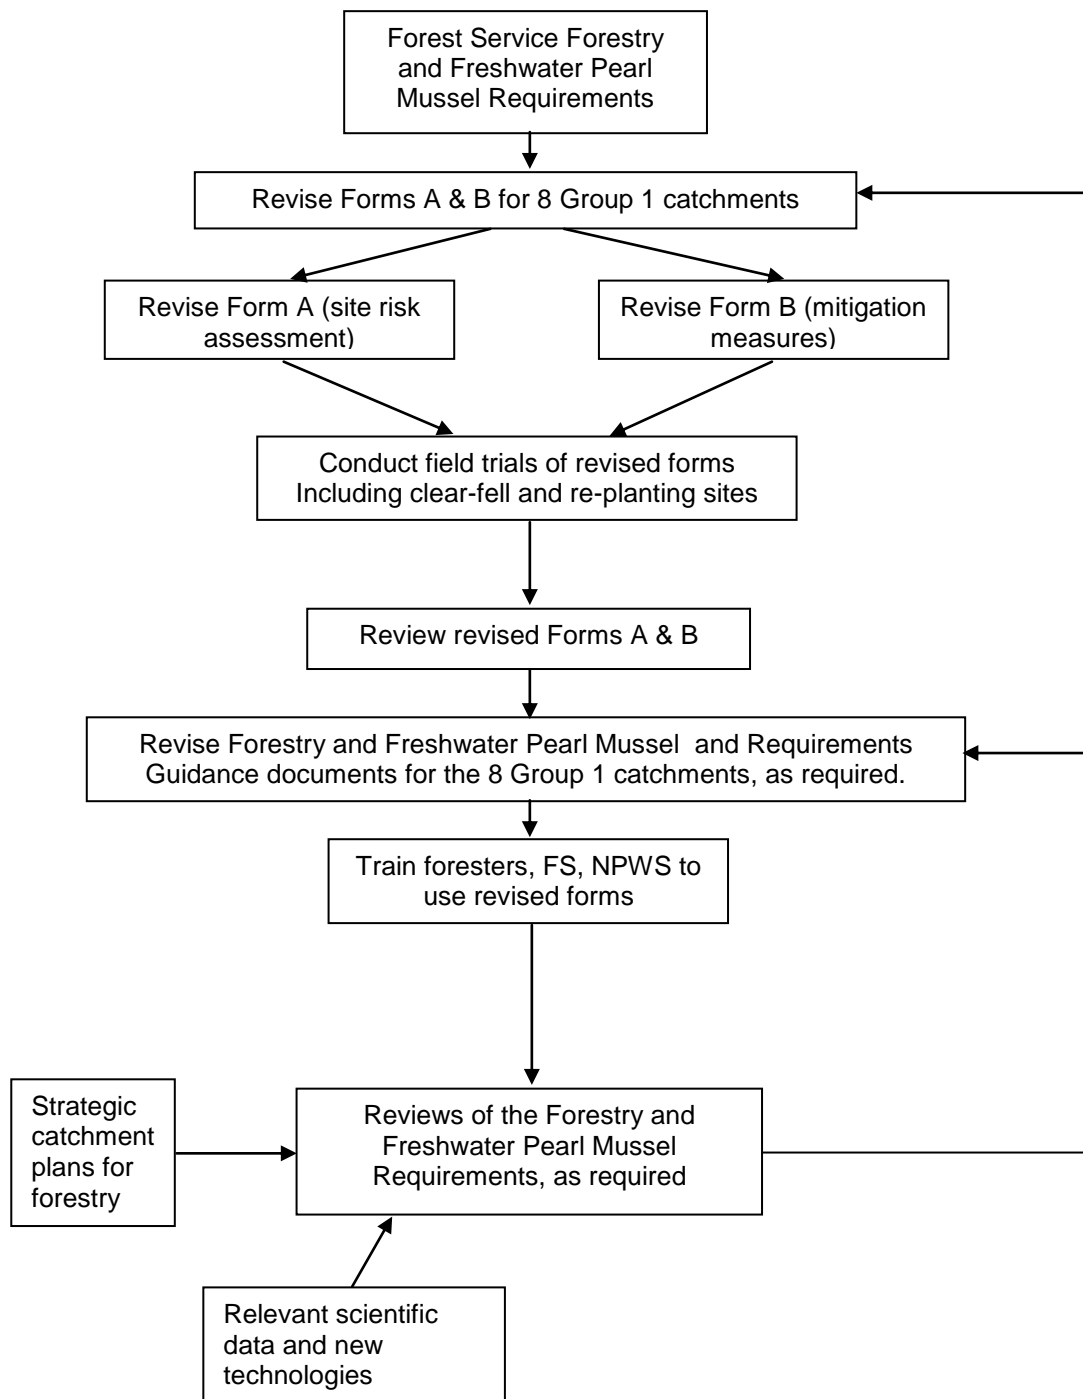 Forest Service Forestry
and Freshwater Pearl
Mussel Requirements
Revise Forms A & B for 8 Group 1 catchments
Revise Form A (site risk
assessment)
Revise Form B (mitigation
measures)
Conduct field trials of revised forms
Including clear-fell and re-planting sites
Review revised Forms A & B
Revise Forestry and Freshwater Pearl Mussel  and Requirements
Guidance documents for the 8 Group 1 catchments, as required.
Train foresters, FS, NPWS to
use revised forms
Strategic
catchment
plans for
forestry
Reviews of the Forestry and
Freshwater Pearl Mussel
Requirements, as required
Relevant scientific
data and new
technologies